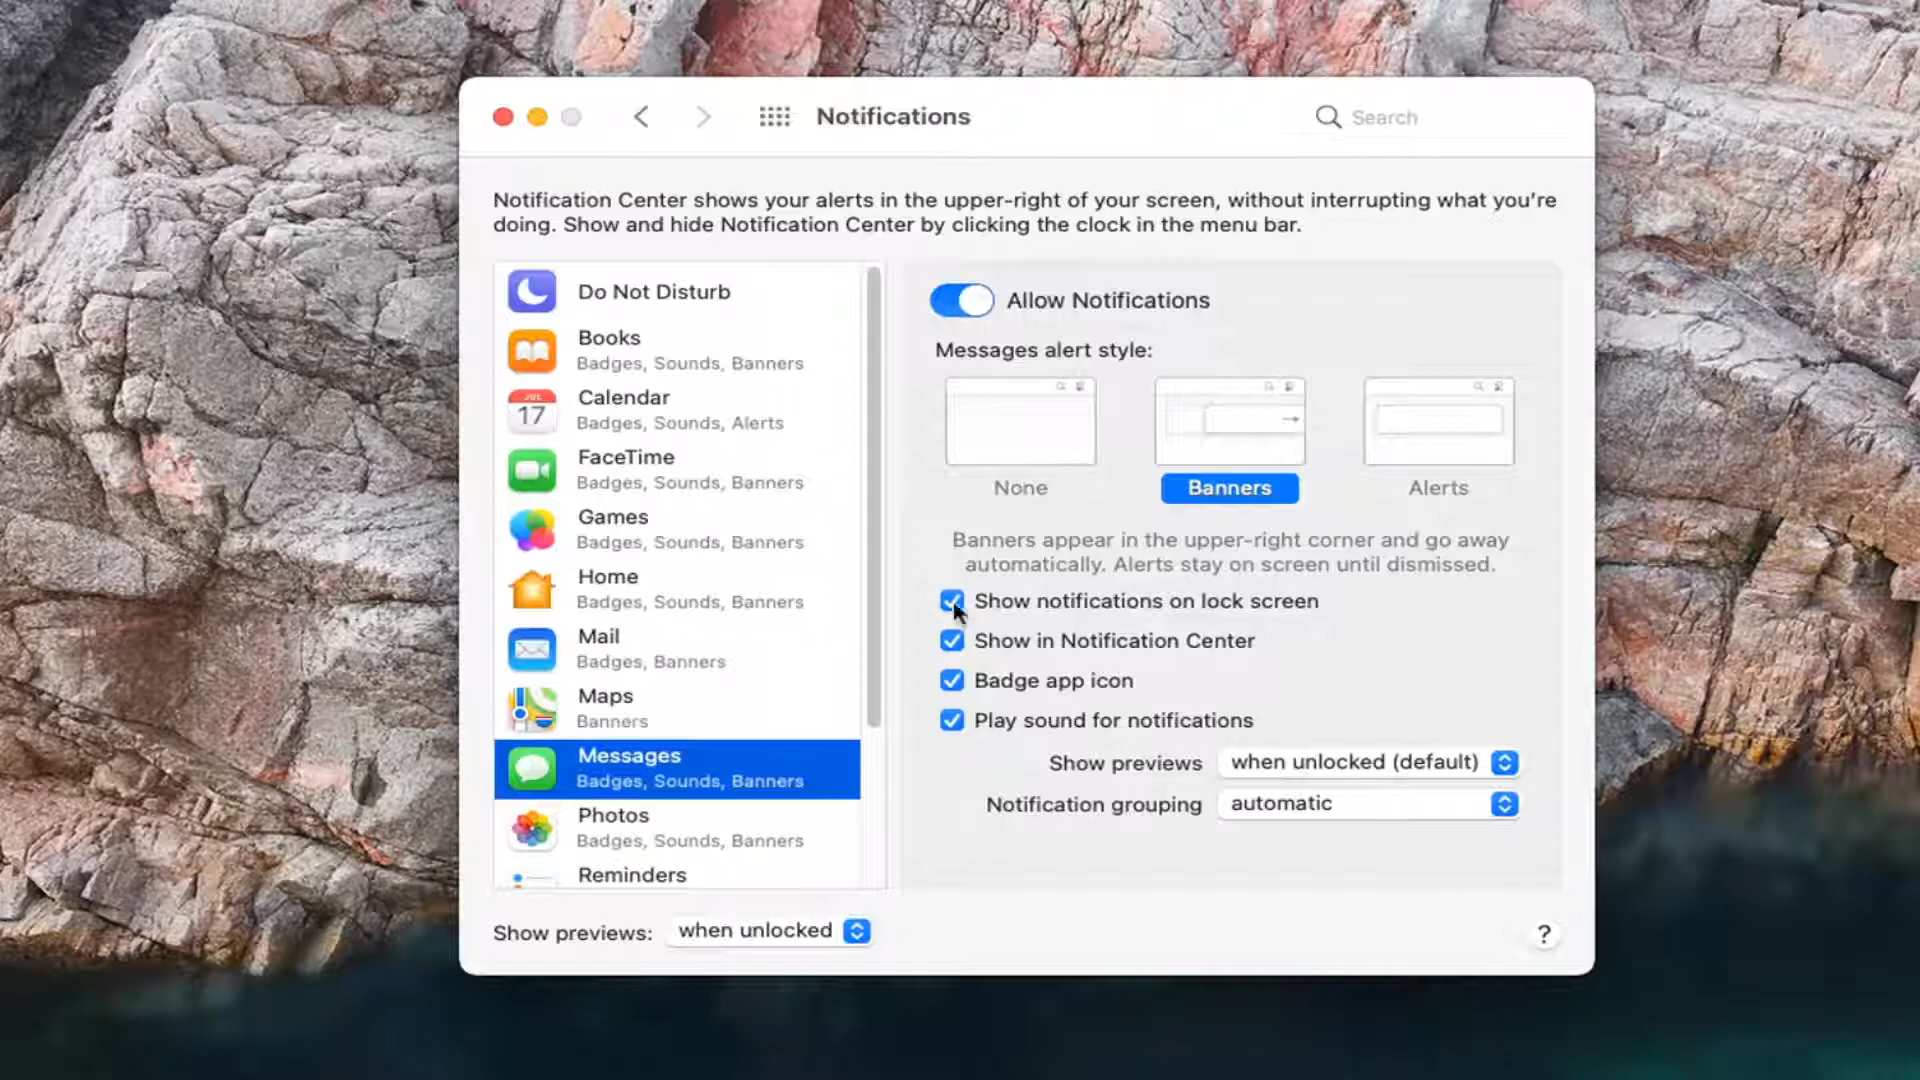 Notifications
Search
Notification Center shows your alerts in the upper-right of your screen, without interrupting what you're
doing. Show and hide Notification Center by clicking the clock in the menu bar.
Do Not Disturb
Books
Badges, Sounds, Banners
JUL
17
Calendar
Badges, Sounds, Alerts
FaceTime
Badges, Sounds, Banners
Games
Badges, Sounds, Banners
Home
Badges, Sounds, Banners
Mail
Badges, Banners
Maps
Banners
Messages
Badges, Sounds, Banners
Photos
Badges, Sounds, Banners
Reminders
Allow Notifications
Messages alert style:
None
Banners
Alerts
Banners appear in the upper-right corner and go away
automatically. Alerts stay on screen until dismissed.
Show notifications on lock screen
Show in Notification Center
Badge app icon
Play sound for notifications
Show previews when unlocked (default)
Notification grouping automatic
Show previews: when unlocked
?